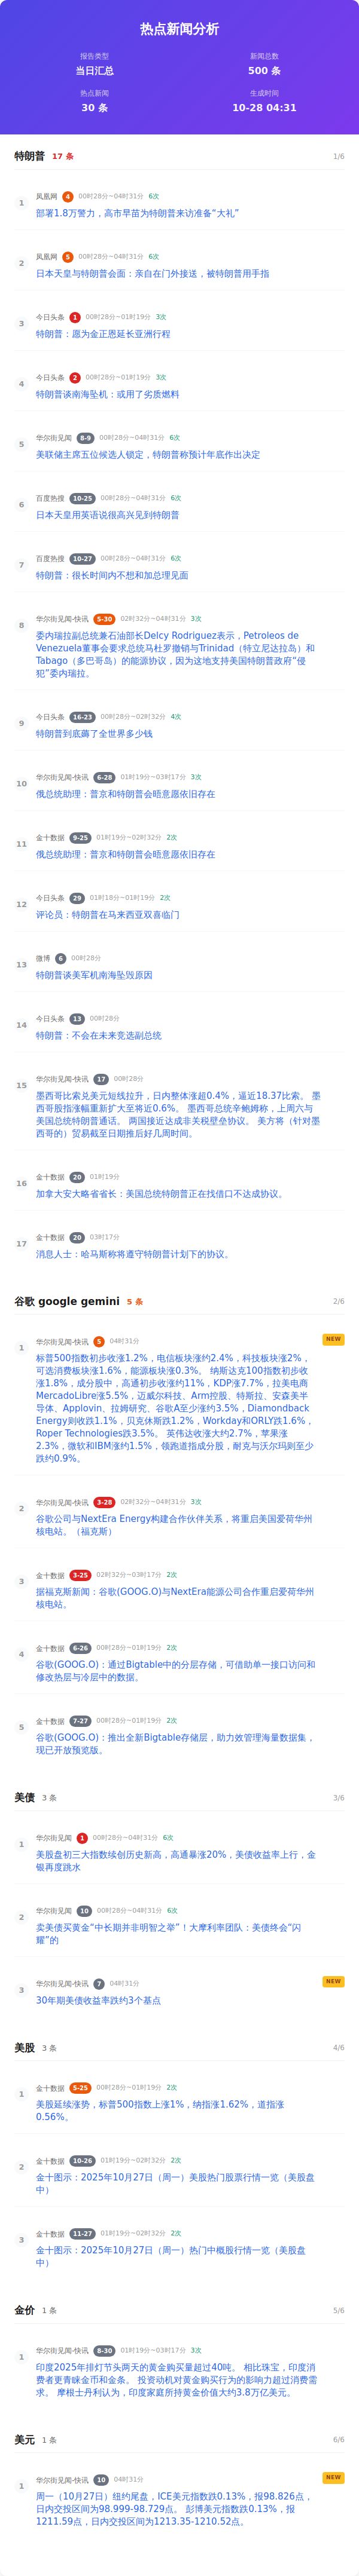 热点新闻分析
报告类型
新闻总数
当日汇总
500 条
热点新闻
生成时间
30 条
10-28 04:31
特朗普 17 条
1/6
1
凤凰网 4 00时28分~04时31分 6次
部署1.8万警力，高市早苗为特朗普来访准备“大礼”
2
凤凰网 5 00时28分~04时31分 6次
日本天皇与特朗普会面：亲自在门外接送，被特朗普用手指
3
今日头条 1 00时28分~01时19分 3次
特朗普：愿为金正恩延长亚洲行程
4
今日头条 2 00时28分~01时19分 3次
特朗普谈南海坠机：或用了劣质燃料
5
华尔街见闻 8-9 00时28分~04时31分 6次
美联储主席五位候选人锁定，特朗普称预计年底作出决定
6
百度热搜 10-25 00时28分~04时31分 6次
日本天皇用英语说很高兴见到特朗普
7
百度热搜 10-27 00时28分~04时31分 6次
特朗普：很长时间内不想和加总理见面
8
华尔街见闻-快讯 5-30 02时32分~04时31分 3次
委内瑞拉副总统兼石油部长Delcy Rodriguez表示，Petroleos de
Venezuela董事会要求总统马杜罗撤销与Trinidad（特立尼达拉岛）和
Tabago（多巴哥岛）的能源协议，因为这地支持美国特朗普政府“侵
犯”委内瑞拉。
9
今日头条 16-23 00时28分~02时32分 4次
特朗普到底薅了全世界多少钱
10
华尔街见闻-快讯 6-28 01时19分~03时17分 3次
俄总统助理：普京和特朗普会晤意愿依旧存在
11
金十数据 9-25 01时19分~02时32分 2次
俄总统助理：普京和特朗普会晤意愿依旧存在
12
今日头条 29 01时18分~01时19分 2次
评论员：特朗普在马来西亚双喜临门
13
微博 6 00时28分
特朗普谈美军机南海坠毁原因
14
今日头条 13 00时28分
特朗普：不会在未来竞选副总统
15
华尔街见闻-快讯 17 00时28分
墨西哥比索兑美元短线拉升，日内整体涨超0.4%，逼近18.37比索。 墨
西哥股指涨幅重新扩大至将近0.6%。 墨西哥总统辛鲍姆称，上周六与
美国总统特朗普通话。 两国接近达成非关税壁垒协议。 美方将（针对墨
西哥的）贸易截至日期推后好几周时间。
16
金十数据 20 01时19分
加拿大安大略省省长：美国总统特朗普正在找借口不达成协议。
17
金十数据 20 03时17分
消息人士：哈马斯称将遵守特朗普计划下的协议。
谷歌 google gemini 5 条
2/6
1
华尔街见闻-快讯 5 04时31分
NEW
标普500指数初步收涨1.2%，电信板块涨约2.4%，科技板块涨2%，
可选消费板块涨1.6%，能源板块涨0.3%。 纳斯达克100指数初步收
涨1.8%，成分股中，高通初步收涨约11%，KDP涨7.7%，拉美电商
MercadoLibre涨5.5%，迈威尔科技、Arm控股、特斯拉、安森美半
导体、Applovin、拉姆研究、谷歌A至少涨约3.5%，Diamondback
Energy则收跌1.1%，贝克休斯跌1.2%，Workday和ORLY跌1.6%，
Roper Technologies跌3.5%。 英伟达收涨大约2.7%，苹果涨
2.3%，微软和IBM涨约1.5%，领跑道指成分股，耐克与沃尔玛则至少
跌约0.9%。
2
华尔街见闻-快讯 3-28 02时32分~04时31分 3次
谷歌公司与NextEra Energy构建合作伙伴关系，将重启美国爱荷华州
核电站。（福克斯）
3
金十数据 3-25 02时32分~03时17分 2次
据福克斯新闻：谷歌(GOOG.O)与NextEra能源公司合作重启爱荷华州
核电站。
4
金十数据 6-26 00时28分~01时19分 2次
谷歌(GOOG.O)：通过Bigtable中的分层存储，可借助单一接口访问和
修改热层与冷层中的数据。
5
金十数据 7-27 00时28分~01时19分 2次
谷歌(GOOG.O)：推出全新Bigtable存储层，助力效管理海量数据集，
现已开放预览版。
美债 3 条
3/6
1
华尔街见闻 1 00时28分~04时31分 6次
美股盘初三大指数续创历史新高，高通暴涨20%，美债收益率上行，金
银再度跳水
2
华尔街见闻 10 00时28分~04时31分 6次
卖美债买黄金“中长期并非明智之举”！大摩利率团队：美债终会“闪
耀”的
3
华尔街见闻-快讯 7 04时31分
NEW
30年期美债收益率跌约3个基点
美股 3 条
4/6
1
金十数据 5-25 00时28分~01时19分 2次
美股延续涨势，标普500指数上涨1%，纳指涨1.62%，道指涨
0.56%。
2
金十数据 10-26 01时19分~02时32分 2次
金十图示：2025年10月27日（周一）美股热门股票行情一览（美股盘
中）
3
金十数据 11-27 01时19分~02时32分 2次
金十图示：2025年10月27日（周一）热门中概股行情一览（美股盘
中）
金价 1 条
5/6
1
华尔街见闻-快讯 8-30 01时19分~03时17分 3次
印度2025年排灯节头两天的黄金购买量超过40吨。 相比珠宝，印度消
费者更青睐金币和金条。 投资动机对黄金购买行为的影响力超过消费需
求。 摩根士丹利认为，印度家庭所持黄金价值大约3.8万亿美元。
美元 1 条
6/6
1
华尔街见闻-快讯 10 04时31分
NEW
周一（10月27日）纽约尾盘，ICE美元指数跌0.13%，报98.826点，
日内交投区间为98.999-98.729点。 彭博美元指数跌0.13%，报
1211.59点，日内交投区间为1213.35-1210.52点。